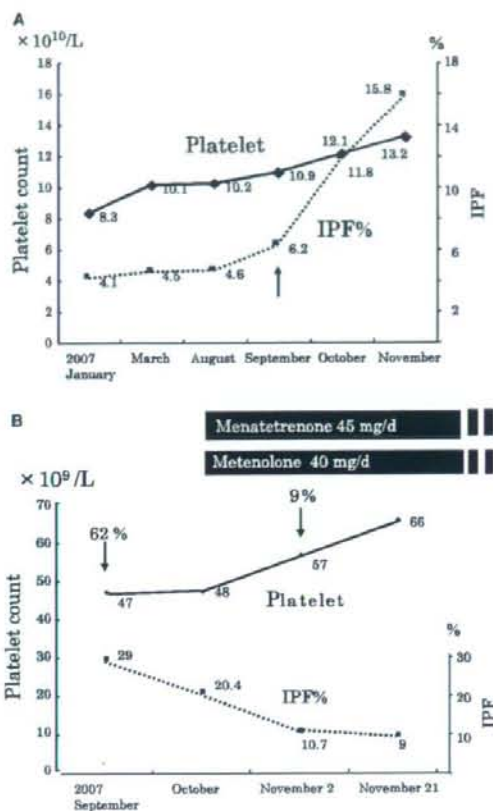 A
× 10¹⁰/L
%
18
16
14
12
10
8
6
4
2
0
Platelet count
18
14
10
6
2
IPF
Platelet
IPF%
8.3
10.1
10.2
10.9
12.1
13.2
4.1
4.5
4.6
6.2
11.8
15.8
2007 January
March
August
September
October
November
B
Menatetrenone 45 mg/d
Metenolone 40 mg/d
× 10⁹/L
70
60
50
40
30
20
10
0
Platelet count
62 %
9 %
47
48
57
66
Platelet
29
20.4
10.7
9
IPF%
%
30
20
10
IPF
2007 September
October
November 2
November 21